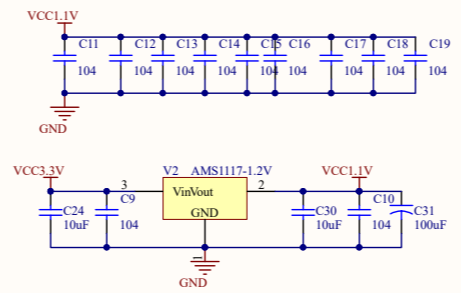 VCC1.1V
C11 C12 C13 C14 C15 C16 C17 C18 C19
104 104 104 104 104 104 104 104 104
GND
VCC3.3V V2 AMS1117-1.2V VCC1.1V
3 VinVout 2
C24 C9 C30 C10 C31
10uF 104 10uF 104 100uF
GND
1
GND